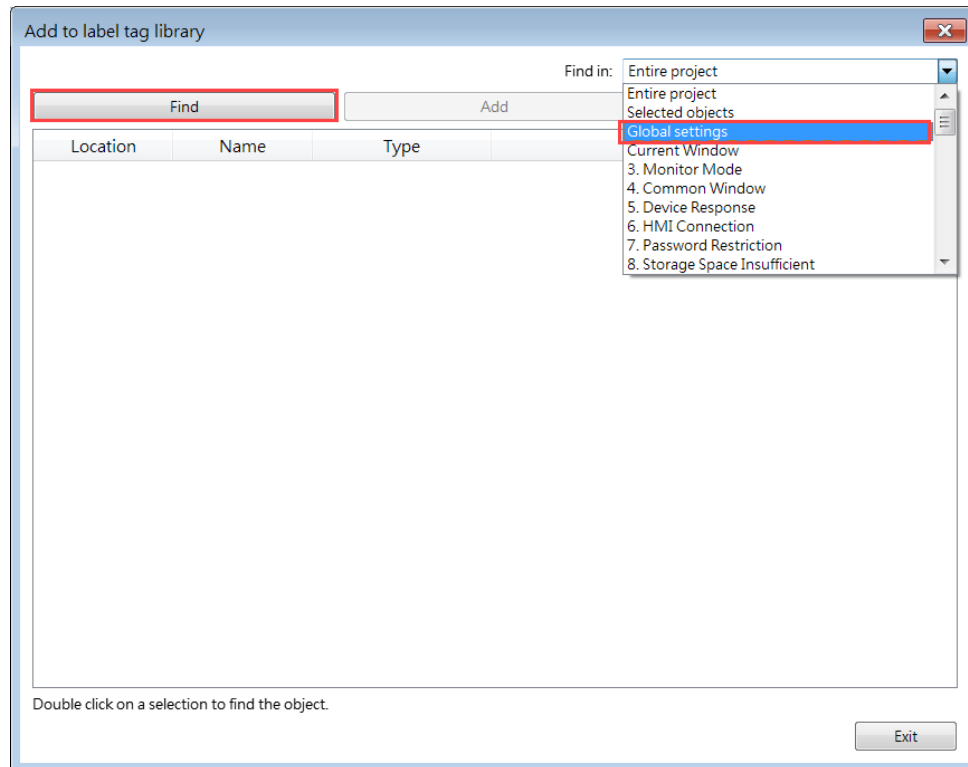 Add to label tag library
Find in: Entire project
Find Add
Entire project
Selected objects
Global settings
Current Window
3. Monitor Mode
4. Common Window
5. Device Response
6. HMI Connection
7. Password Restriction
8. Storage Space Insufficient
Location Name Type
Double click on a selection to find the object.
Exit